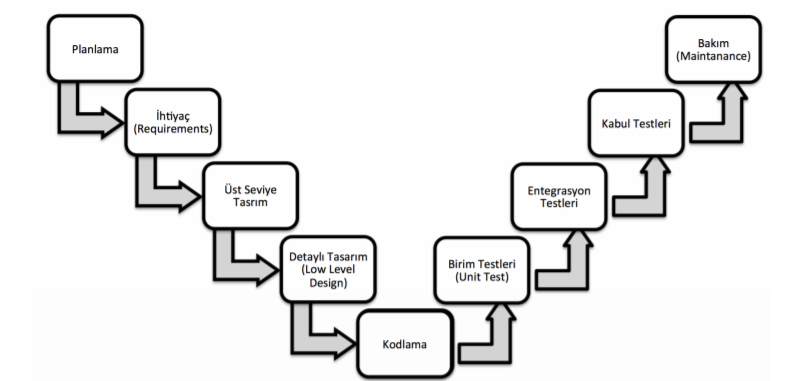 Planlama
İhtiyaç
(Requirements)
Üst Seviye
Tasrım
Detaylı Tasarım
(Low Level
Design)
Kodlama
Birim Testleri
(Unit Test)
Entegrasyon
Testleri
Kabul Testleri
Bakım
(Maintanance)